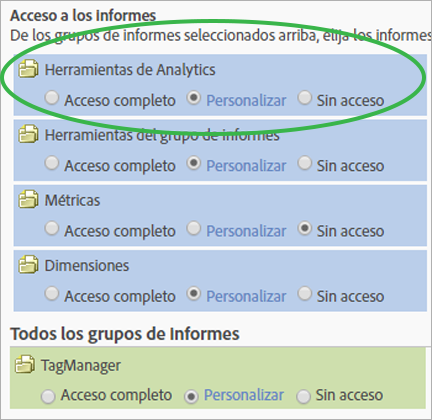 Acceso a los Informes
De los grupos de informes seleccionados arriba, elija los informes
Herramientas de Analytics
Acceso completo Personalizar Sin acceso
Herramientas del grupo de informes
Acceso completo Personalizar Sin acceso
Métricas
Acceso completo Personalizar Sin acceso
Dimensiones
Acceso completo Personalizar Sin acceso
Todos los grupos de Informes
TagManager
Acceso completo Personalizar Sin acceso